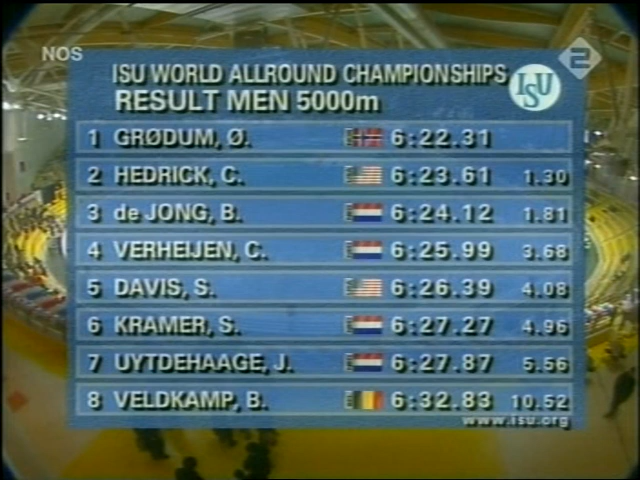 NOS
2
ISU WORLD ALLROUND CHAMPIONSHIPS
ISU
RESULT MEN 5000m
1 GRØDUM, Ø. 6:22.31
2 HEDRICK, C. 6:23.61 1.30
3 de JONG, B. 6:24.12 1.81
4 VERHEIJEN, C. 6:25.99 3.68
5 DAVIS, S. 6:26.39 4.08
6 KRAMER, S. 6:27.27 4.96
7 UYTDEHAAGE, J. 6:27.87 5.56
8 VELDKAMP, B. 6:32.83 10.52
www.isu.org